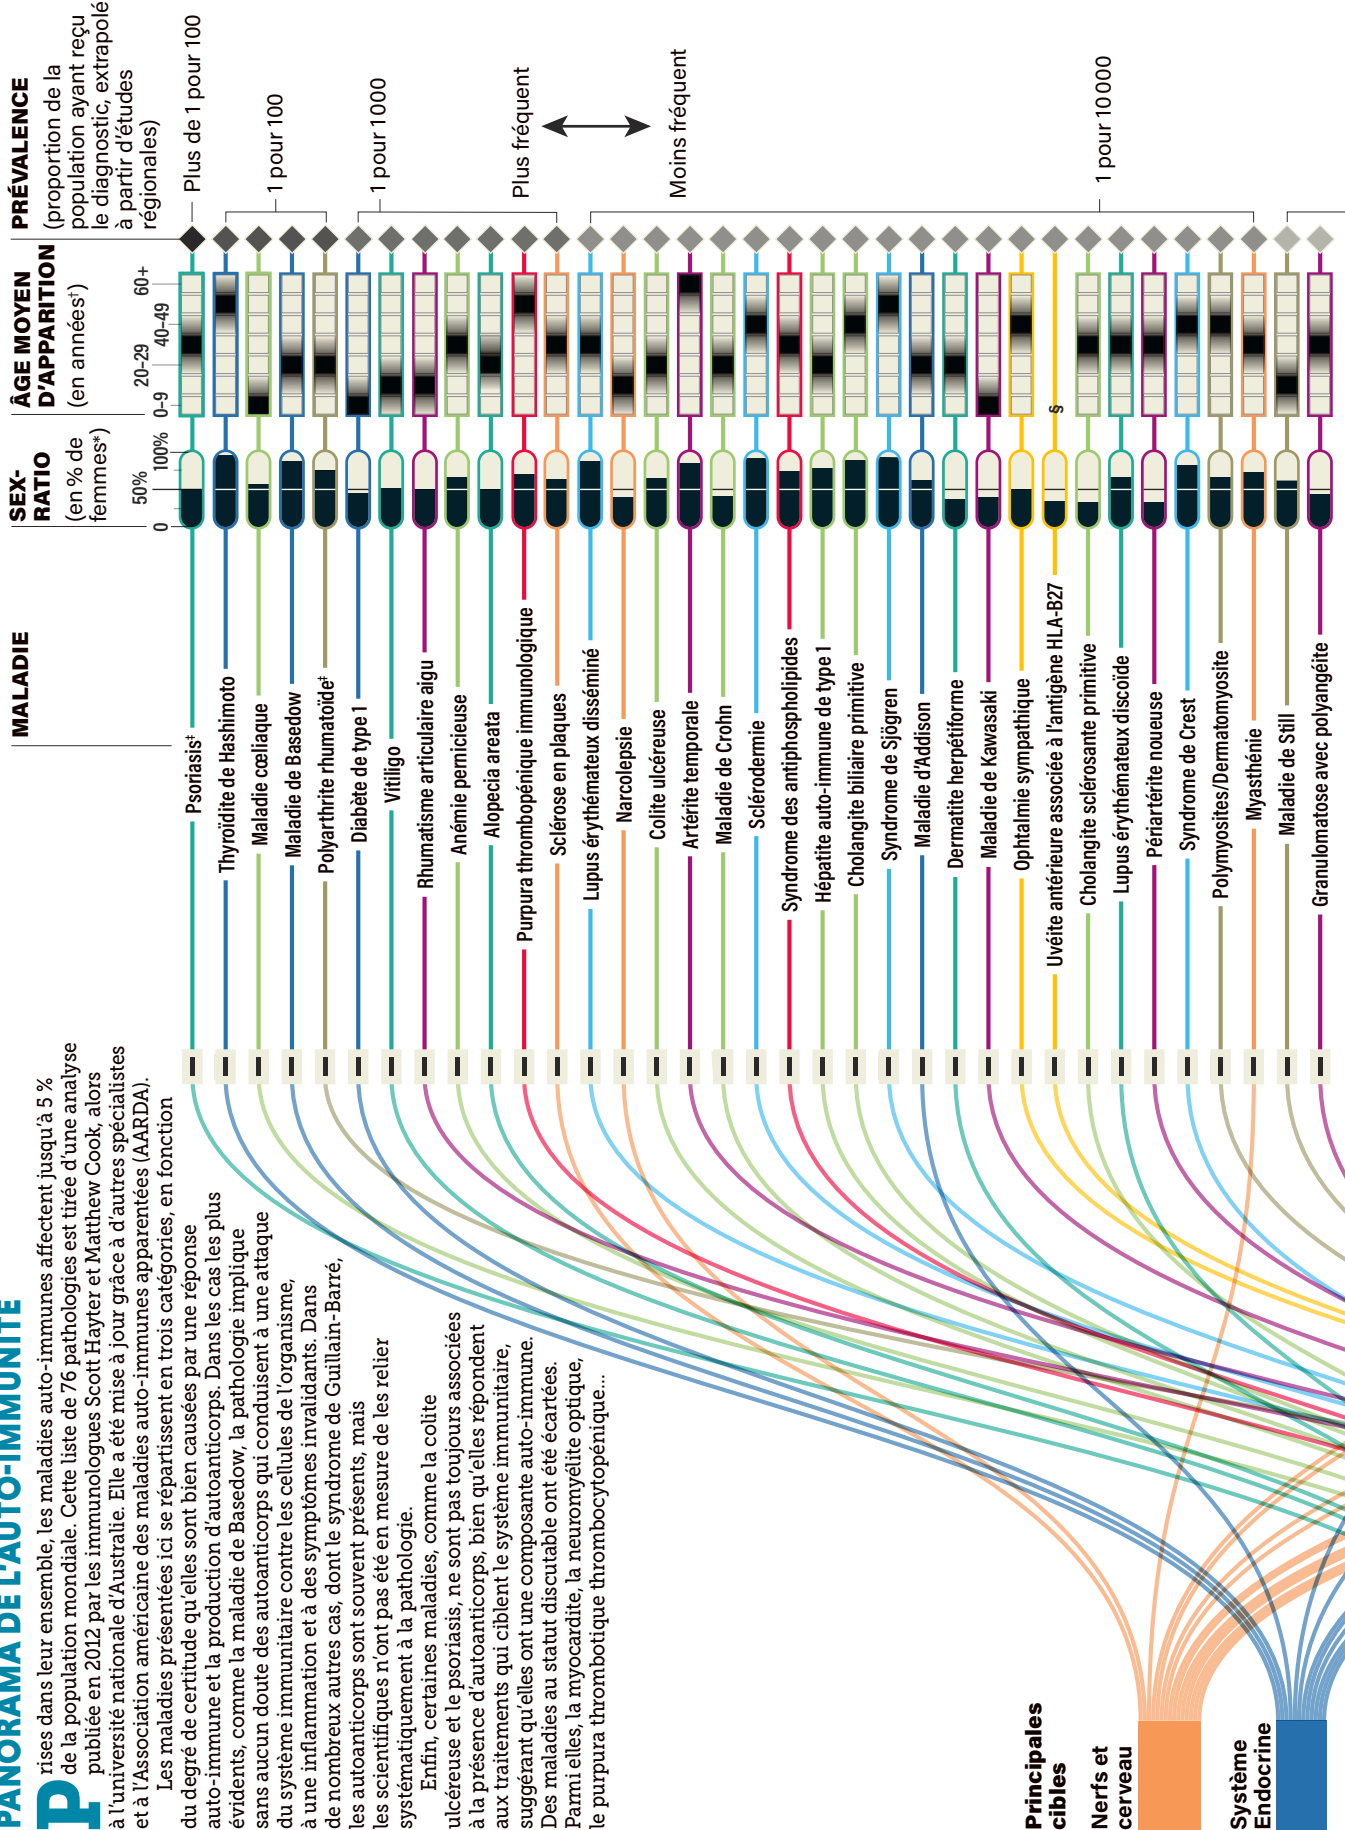 PANORAMA DE L'AUTO-IMMUNITÉ
Prises dans leur ensemble, les maladies auto-immunes affectent jusqu'à 5 %
de la population mondiale. Cette liste de 76 pathologies est tirée d'une analyse
publiée en 2012 par les immunologues Scott Hayter et Matthew Cook, alors
à l'université nationale d'Australie. Elle a été mise à jour grâce à d'autres spécialistes
et à l'Association américaine des maladies auto-immunes apparentées (AARDA).
Les maladies présentées ici se répartissent en trois catégories, en fonction
du degré de certitude qu'elles sont bien causées par une réponse
auto-immune et la production d'autoanticorps. Dans les cas les plus
évidents, comme la maladie de Basedow, la pathologie implique
sans aucun doute des autoanticorps qui conduisent à une attaque
du système immunitaire contre les cellules de l'organisme,
à une inflammation et à des symptômes invalidants. Dans
de nombreux autres cas, dont le syndrome de Guillain-Barré,
les autoanticorps sont souvent présents, mais
les scientifiques n'ont pas été en mesure de les relier
systématiquement à la pathologie.
Enfin, certaines maladies, comme la colite
ulcéreuse et le psoriasis, ne sont pas toujours associées
à la présence d'autoanticorps, bien qu'elles répondent
aux traitements qui ciblent le système immunitaire,
suggérant qu'elles ont une composante auto-immune.
Des maladies au statut discutable ont été écartées.
Parmi elles, la myocardite, la neuromyélite optique,
le purpura thrombotique thrombocytopénique...
MALADIE
SEX-
RATIO
(en % de
femmes*)
0
50%
100%
ÂGE MOYEN
D'APPARITION
(en années†)
0–9
20–29
40–49
60+
PRÉVALENCE
(proportion de la
population ayant reçu
le diagnostic, extrapolé
à partir d'études
régionales)
Plus de 1 pour 100
1 pour 100
1 pour 1 000
Plus fréquent
Moins fréquent
1 pour 10 000
Psoriasis‡
Thyroïdite de Hashimoto
Maladie cœliaque
Maladie de Basedow
Polyarthrite rhumatoïde‡
Diabète de type 1
Vitiligo
Rhumatisme articulaire aigu
Anémie pernicieuse
Alopecia areata
Purpura thrombopénique immunologique
Sclérose en plaques
Lupus érythémateux disséminé
Narcolepsie
Colite ulcéreuse
Artérite temporale
Maladie de Crohn
Sclérodermie
Syndrome des antiphospholipides
Hépatite auto-immune de type 1
Cholangite biliaire primitive
Syndrome de Sjögren
Maladie d'Addison
Dermatite herpétiforme
Maladie de Kawasaki
Ophtalmie sympathique
Uvéite antérieure associée à l'antigène HLA-B27
§
Cholangite sclérosante primitive
Lupus érythémateux discoïde
Périartérite noueuse
Syndrome de Crest
Polymyosites/Dermatomyosite
Myasthénie
Maladie de Still
Granulomatose avec polyangéite
Principales
cibles
Nerfs et
cerveau
Système
Endocrine